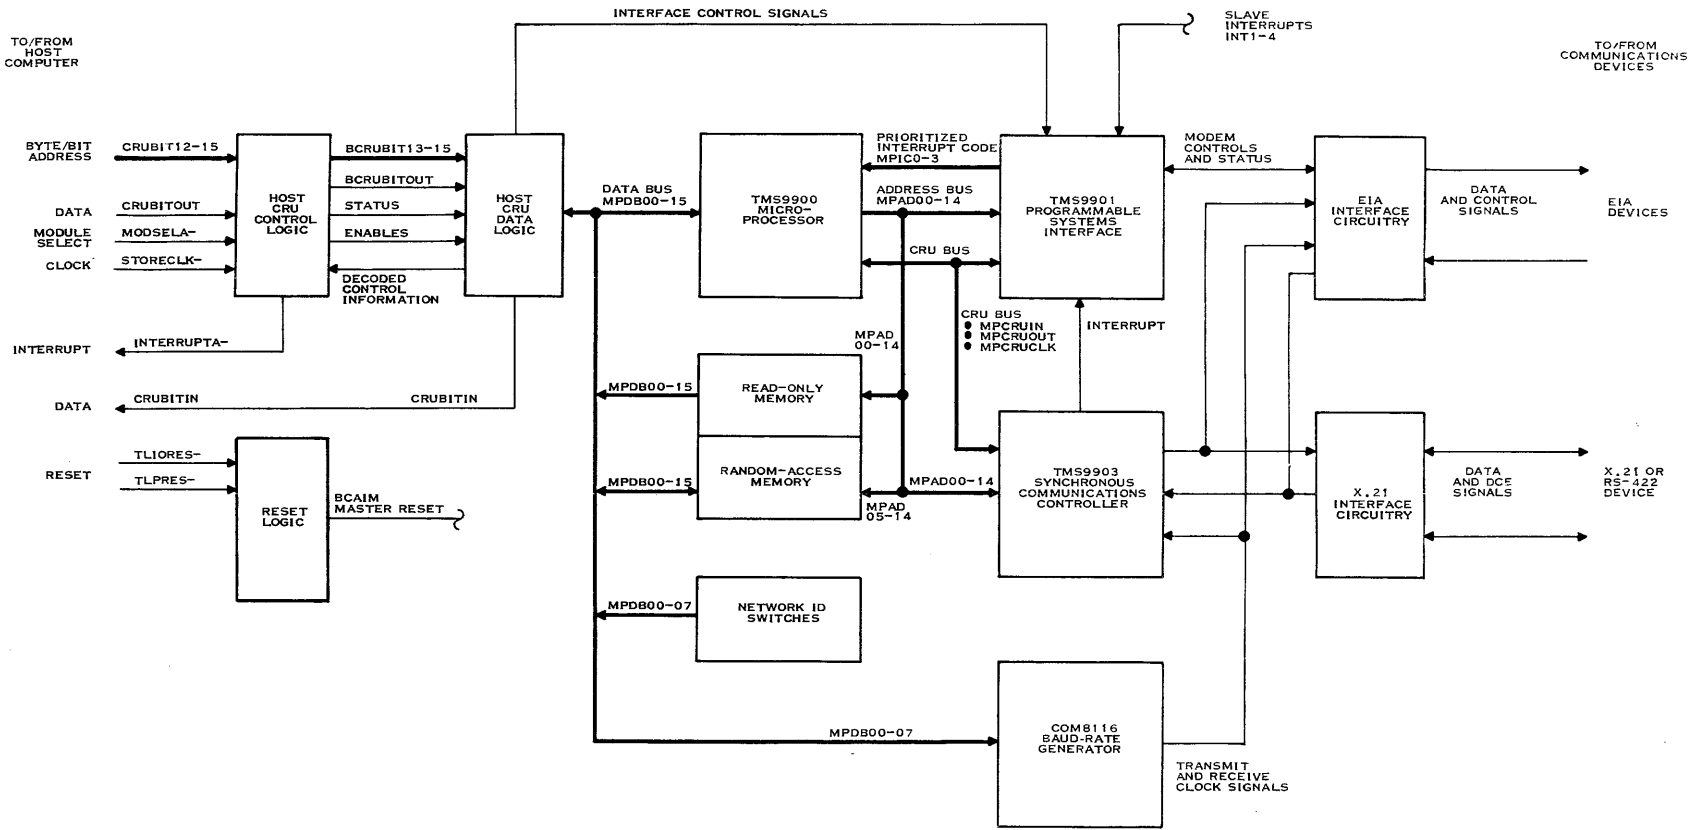 INTERFACE CONTROL SIGNALS
SLAVE
INTERRUPTS
INT1-4
TO/FROM
HOST
COMPUTER
TO/FROM
COMMUNICATIONS
DEVICES
BYTE/BIT
ADDRESS
CRUBIT12-15
DATA
CRUBITOUT
MODULE
SELECT
MODSELA-
CLOCK
STORECLK-
HOST
CRU
CONTROL
LOGIC
BCRUBIT13-15
BCRUBITOUT
STATUS
ENABLES
DECODED
CONTROL
INFORMATION
HOST
CRU
DATA
LOGIC
DATA BUS
MPDB00-15
TMS9900
MICRO-
PROCESSOR
PRIORITIZED
INTERRUPT CODE
MPIC0-3
ADDRESS BUS
MPAD00-14
CRU BUS
TMS9901
PROGRAMMABLE
SYSTEMS
INTERFACE
MODEM
CONTROLS
AND STATUS
EIA
INTERFACE
CIRCUITRY
DATA
AND CONTROL
SIGNALS
EIA
DEVICES
INTERRUPT
INTERRUPTA-
DATA
CRUBITIN
CRUBITIN
MPAD
00-14
CRU BUS
• MPCRUIN
• MPCRUOUT
• MPCRUCLK
INTERRUPT
MPDB00-15
READ-ONLY
MEMORY
MPDB00-15
RANDOM-ACCESS
MEMORY
MPAD
05-14
MPAD00-14
TMS9903
SYNCHRONOUS
COMMUNICATIONS
CONTROLLER
X.21
INTERFACE
CIRCUITRY
DATA
AND DCE
SIGNALS
X.21 OR
RS-422
DEVICE
RESET
TLIORES-
TLPRES-
RESET
LOGIC
BCAIM
MASTER RESET
MPDB00-07
NETWORK ID
SWITCHES
MPDB00-07
COM8116
BAUD-RATE
GENERATOR
TRANSMIT
AND RECEIVE
CLOCK SIGNALS